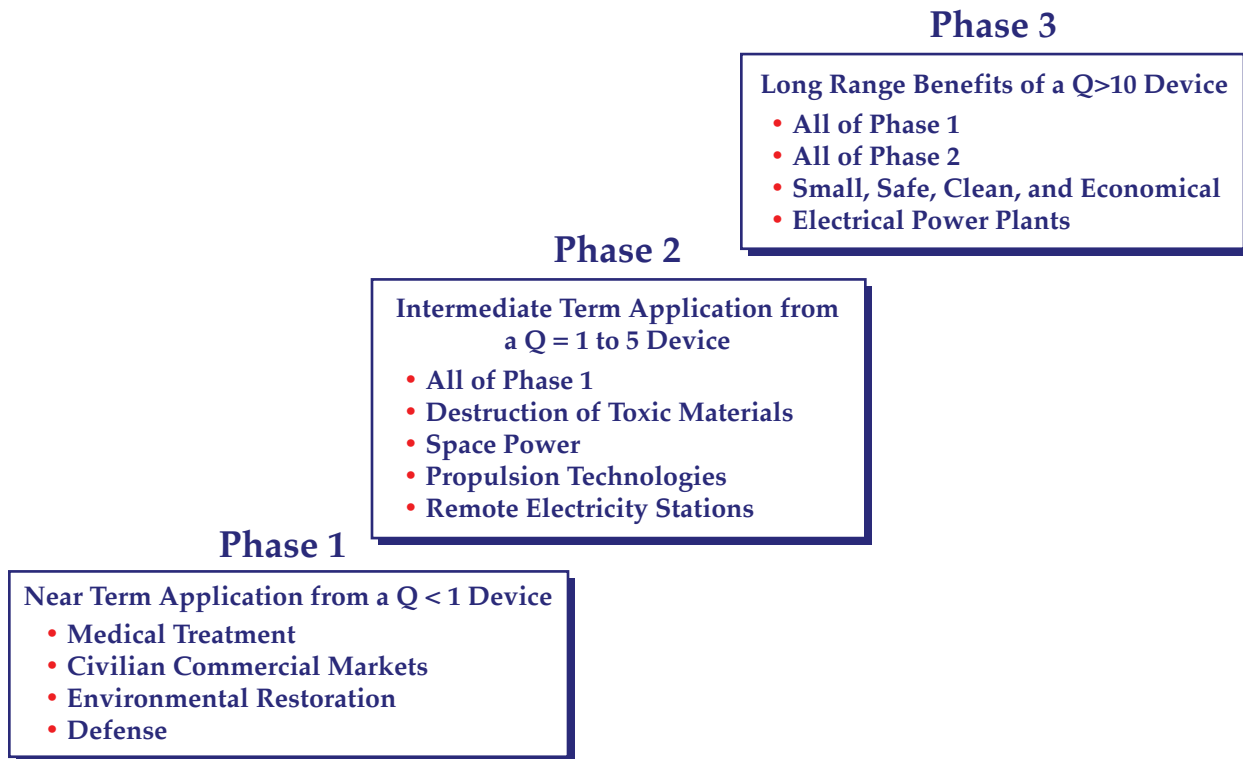 Phase 3
Long Range Benefits of a Q>10 Device
• All of Phase 1
• All of Phase 2
• Small, Safe, Clean, and Economical
• Electrical Power Plants
Phase 2
Intermediate Term Application from
a Q = 1 to 5 Device
• All of Phase 1
• Destruction of Toxic Materials
• Space Power
• Propulsion Technologies
• Remote Electricity Stations
Phase 1
Near Term Application from a Q < 1 Device
• Medical Treatment
• Civilian Commercial Markets
• Environmental Restoration
• Defense